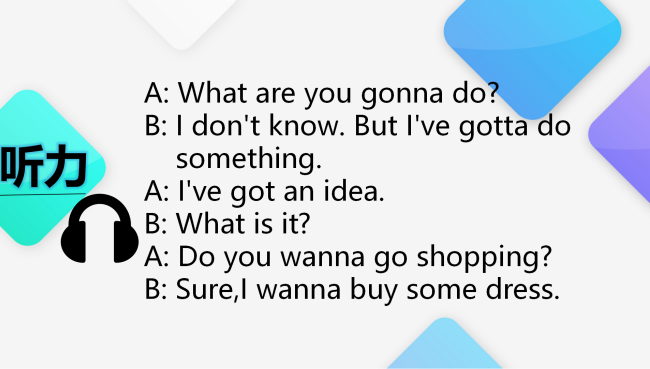 听力
A: What are you gonna do?
B: I don't know. But I've gotta do
something.
A: I've got an idea.
B: What is it?
A: Do you wanna go shopping?
B: Sure,I wanna buy some dress.